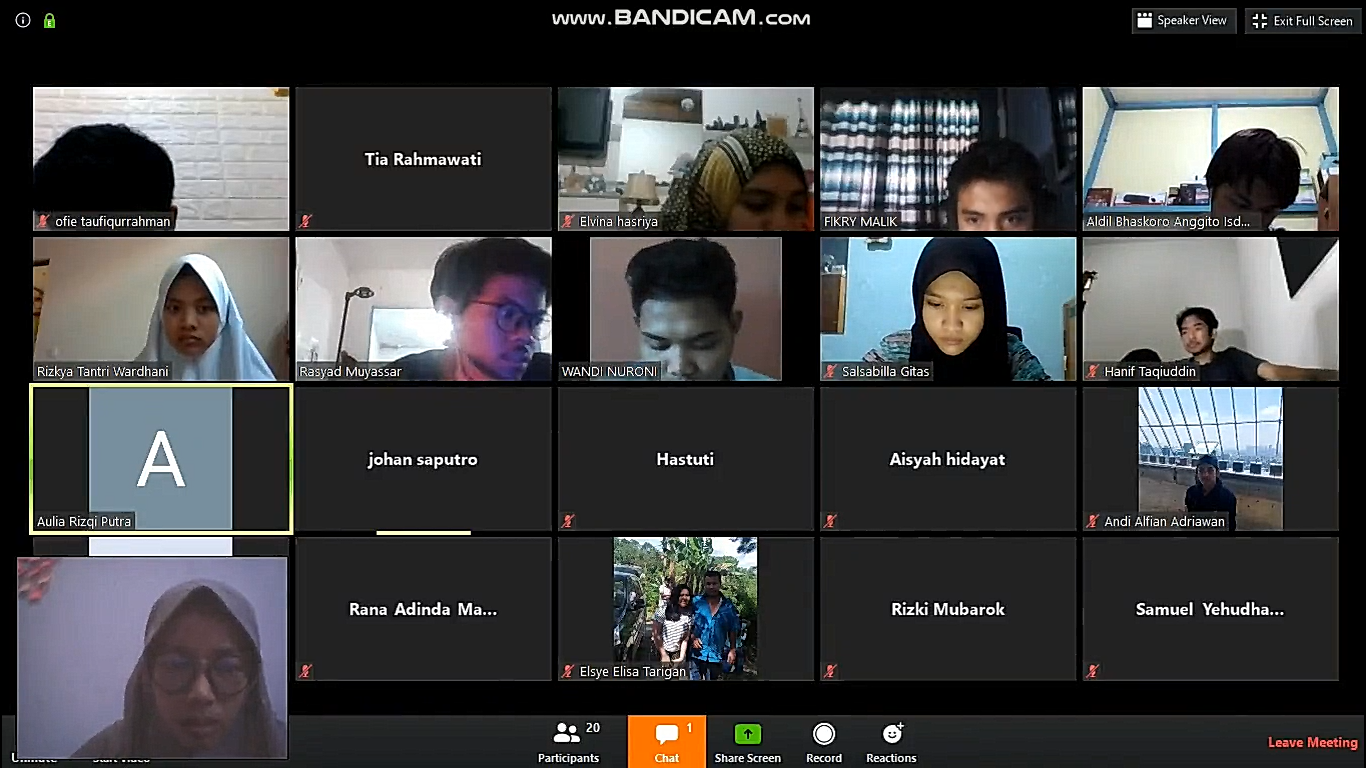 www.BANDICAM.com
Speaker View
Exit Full Screen
ofie taufiqurrahman
Tia Rahmawati
Elvina hasriya
FIKRY MALIK
Aldil Bhaskoro Anggito Isd...
Rizkya Tantri Wardhani
Rasyad Muyassar
WANDI NURONI
Salsabilla Gitas
Hanif Taqiuddin
A
Aulia Rizqi Putra
johan saputro
Hastuti
Aisyah hidayat
Andi Alfian Adriawan
Rana Adinda Ma...
Elsye Elisa Tarigan
Rizki Mubarok
Samuel Yehudha...
20
Participants
1
Chat
Share Screen
Record
Reactions
Leave Meeting